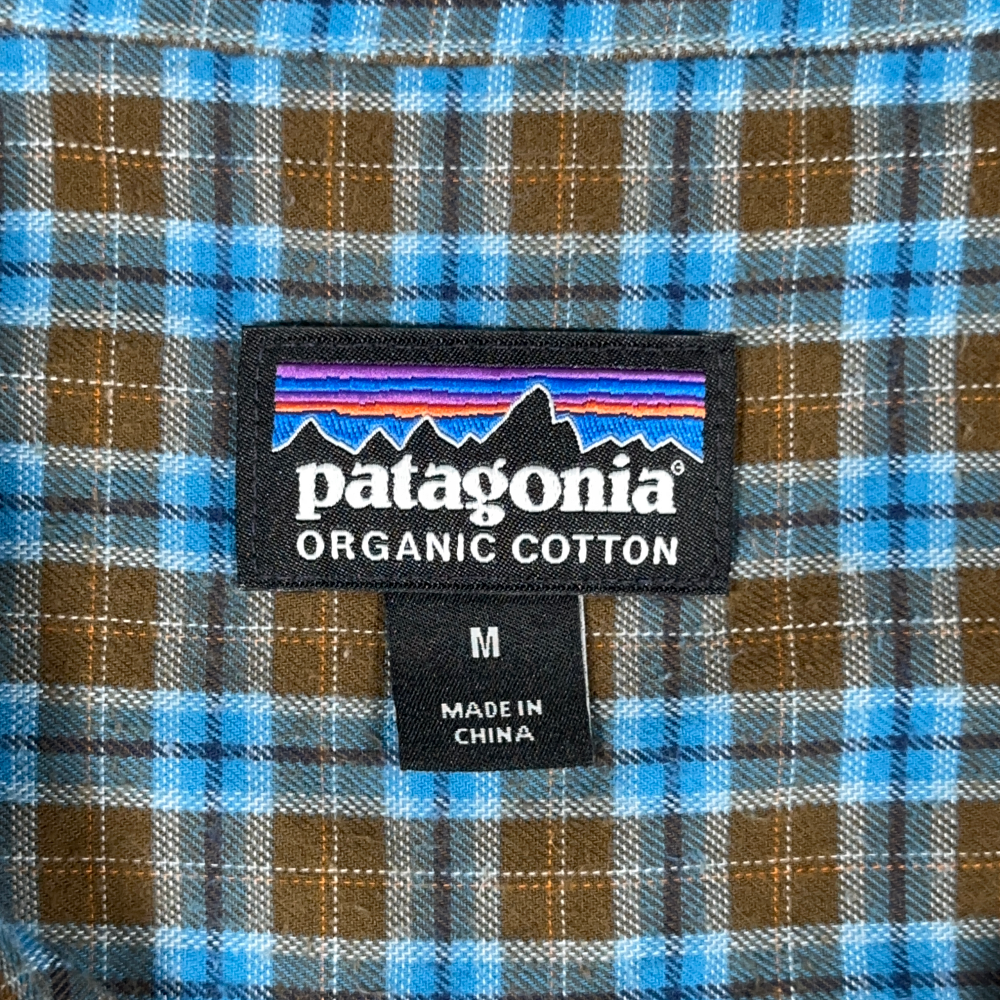 patagonia
ORGANIC COTTON
M
MADE IN
CHINA